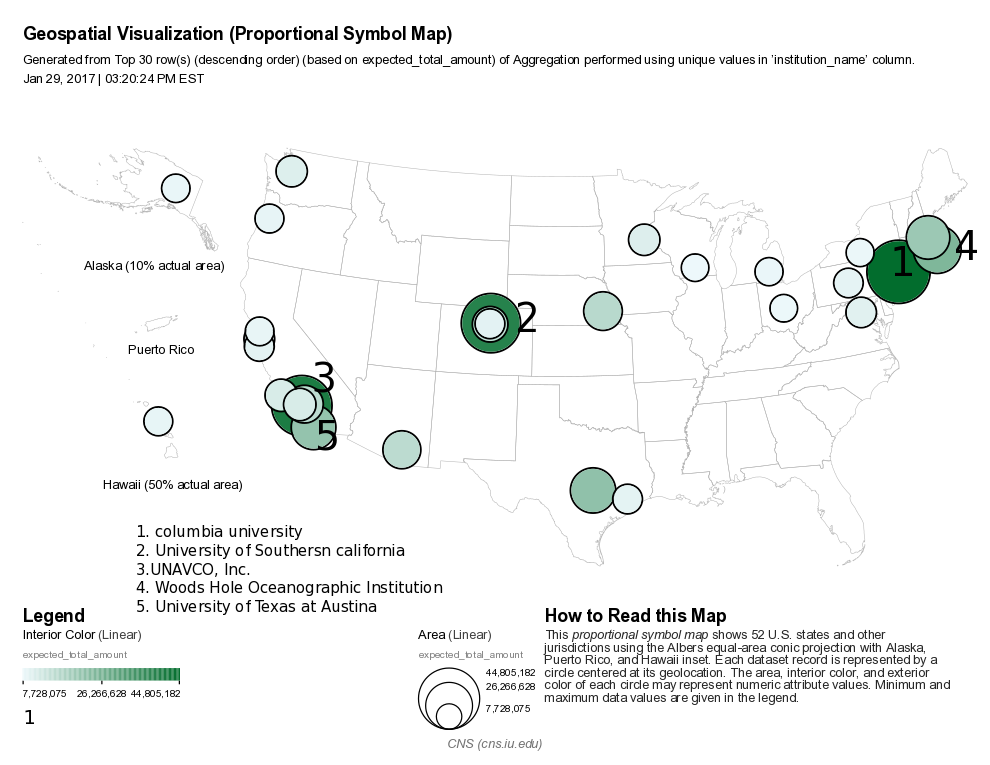 Geospatial Visualization (Proportional Symbol Map)
Generated from Top 30 row(s) (descending order) (based on expected_total_amount) of Aggregation performed using unique values in 'institution_name' column.
Jan 29, 2017 | 03:20:24 PM EST
1
4
Alaska (10% actual area)
2
Puerto Rico
3
5
Hawaii (50% actual area)
1. columbia university
2. University of Southersn california
3.UNAVCO, Inc.
4. Woods Hole Oceanographic Institution
5. University of Texas at Austina
Legend
Interior Color (Linear)
expected_total_amount
7,728,075 26,266,628 44,805,182
1
Area (Linear)
expected_total_amount
44,805,182
26,266,628
7,728,075
How to Read this Map
This proportional symbol map shows 52 U.S. states and other
jurisdictions using the Albers equal-area conic projection with Alaska,
Puerto Rico, and Hawaii inset. Each dataset record is represented by a
circle centered at its geolocation. The area, interior color, and exterior
color of each circle may represent numeric attribute values. Minimum and
maximum data values are given in the legend.
CNS (cns.iu.edu)